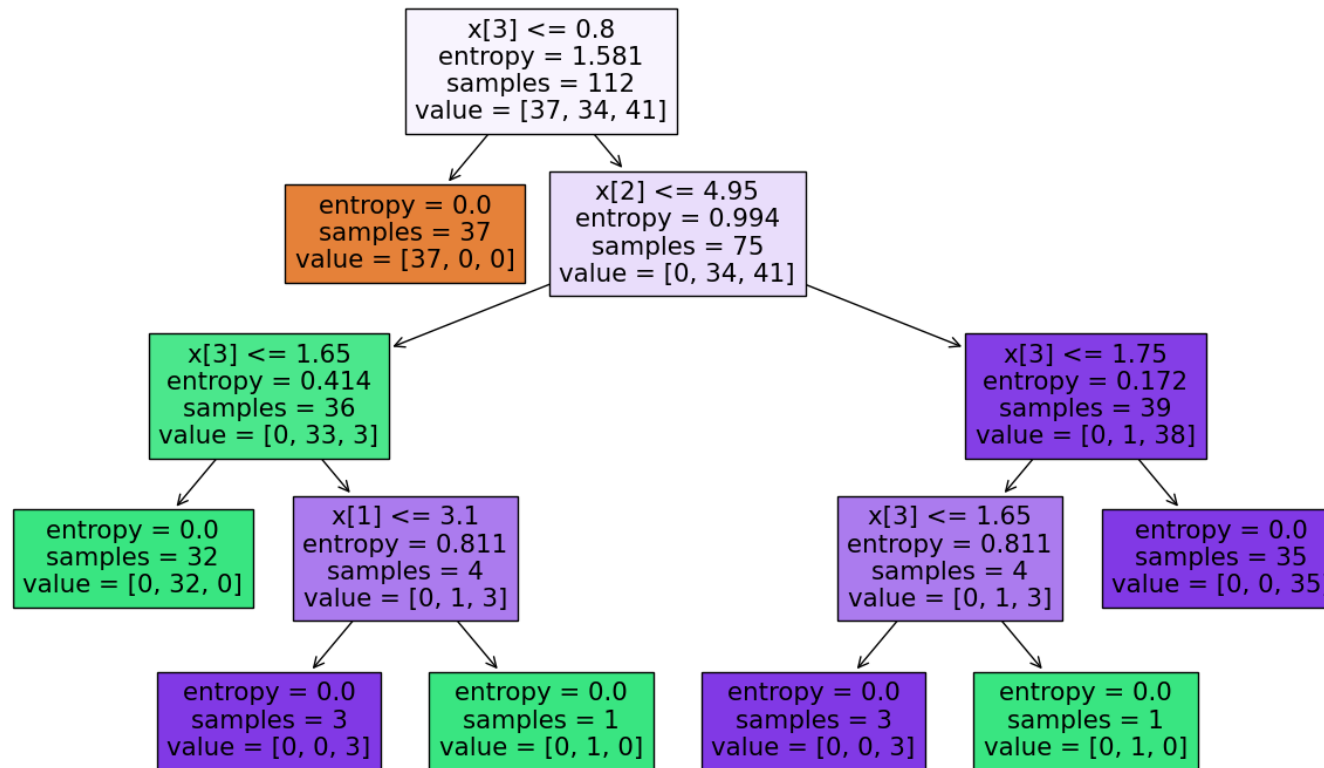 x[3] <= 0.8
entropy = 1.581
samples = 112
value = [37, 34, 41]
entropy = 0.0
samples = 37
value = [37, 0, 0]
x[2] <= 4.95
entropy = 0.994
samples = 75
value = [0, 34, 41]
x[3] <= 1.65
entropy = 0.414
samples = 36
value = [0, 33, 3]
x[3] <= 1.75
entropy = 0.172
samples = 39
value = [0, 1, 38]
entropy = 0.0
samples = 32
value = [0, 32, 0]
x[1] <= 3.1
entropy = 0.811
samples = 4
value = [0, 1, 3]
x[3] <= 1.65
entropy = 0.811
samples = 4
value = [0, 1, 3]
entropy = 0.0
samples = 35
value = [0, 0, 35]
entropy = 0.0
samples = 3
value = [0, 0, 3]
entropy = 0.0
samples = 1
value = [0, 1, 0]
entropy = 0.0
samples = 3
value = [0, 0, 3]
entropy = 0.0
samples = 1
value = [0, 1, 0]